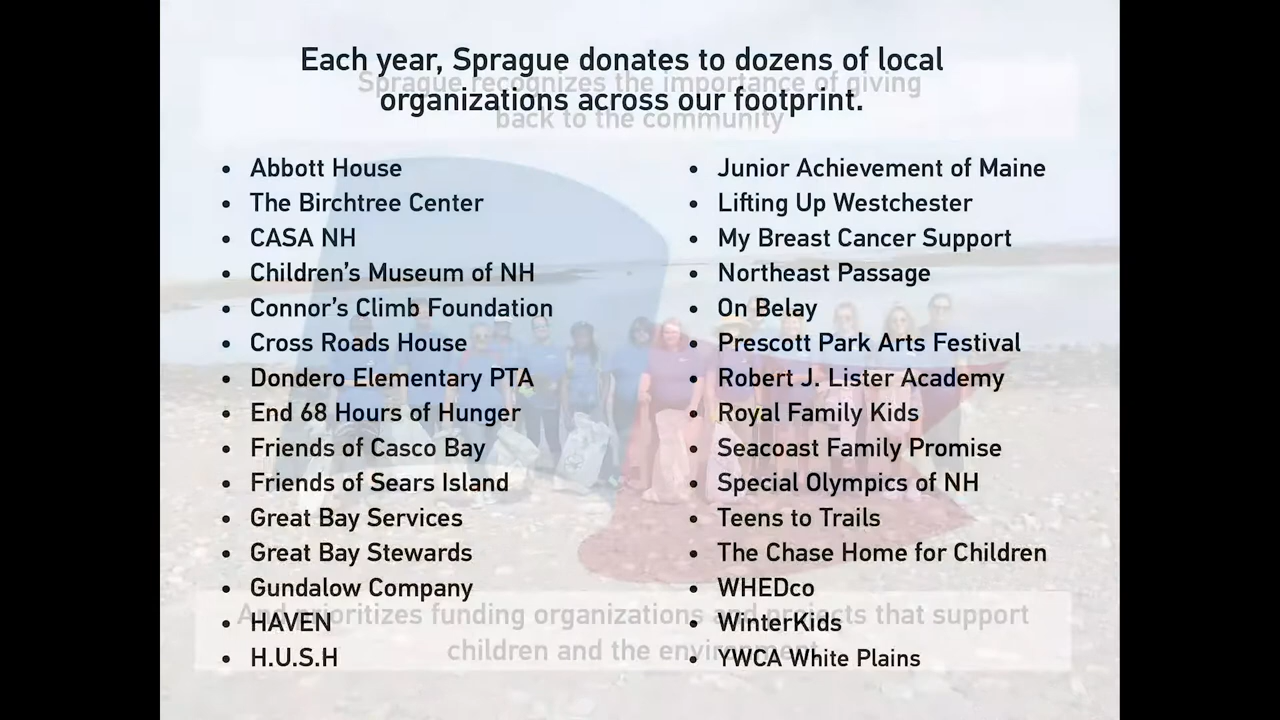 Each year, Sprague donates to dozens of local
organizations across our footprint.
Sprague recognizes the importance of giving
back to the community
• Abbott House
• The Birchtree Center
• CASA NH
• Children's Museum of NH
• Connor's Climb Foundation
• Cross Roads House
• Dondero Elementary PTA
• End 68 Hours of Hunger
• Friends of Casco Bay
• Friends of Sears Island
• Great Bay Services
• Great Bay Stewards
• Gundalow Company
• HAVEN
• H.U.S.H
• Junior Achievement of Maine
• Lifting Up Westchester
• My Breast Cancer Support
• Northeast Passage
• On Belay
• Prescott Park Arts Festival
• Robert J. Lister Academy
• Royal Family Kids
• Seacoast Family Promise
• Special Olympics of NH
• Teens to Trails
• The Chase Home for Children
• WHEDco
• WinterKids
• YWCA White Plains
And prioritizes funding organizations and projects that support
children and the environment